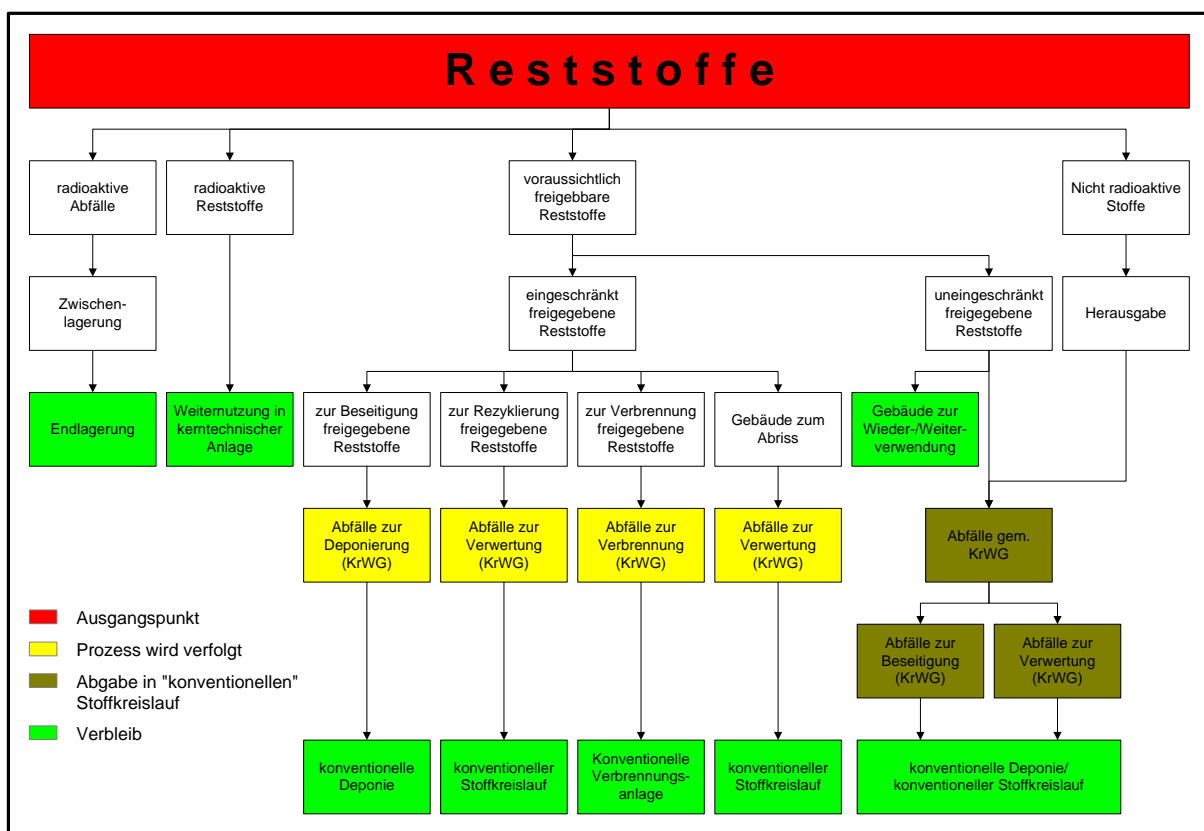 Reststoffe
radioaktive
Abfälle
radioaktive
Reststoffe
voraussichtlich
freigebbare
Reststoffe
Nicht radioaktive
Stoffe
Zwischen-
lagerung
eingeschränkt
freigegebene
Reststoffe
uneingeschränkt
freigegebene
Reststoffe
Herausgabe
Endlagerung
Weiternutzung in
kerntechnischer
Anlage
zur Beseitigung
freigegebene
Reststoffe
zur Rezyklierung
freigegebene
Reststoffe
zur Verbrennung
freigegebene
Reststoffe
Gebäude zum
Abriss
Gebäude zur
Wieder-/Weiter-
verwendung
Abfälle zur
Deponierung
(KrWG)
Abfälle zur
Verwertung
(KrWG)
Abfälle zur
Verbrennung
(KrWG)
Abfälle zur
Verwertung
(KrWG)
Abfälle gem.
KrWG
Abfälle zur
Beseitigung
(KrWG)
Abfälle zur
Verwertung
(KrWG)
Ausgangspunkt
Prozess wird verfolgt
Abgabe in "konventionellen"
Stoffkreislauf
Verbleib
konventionelle
Deponie
konventioneller
Stoffkreislauf
Konventionelle
Verbrennungs-
anlage
konventioneller
Stoffkreislauf
konventionelle Deponie/
konventioneller Stoffkreislauf